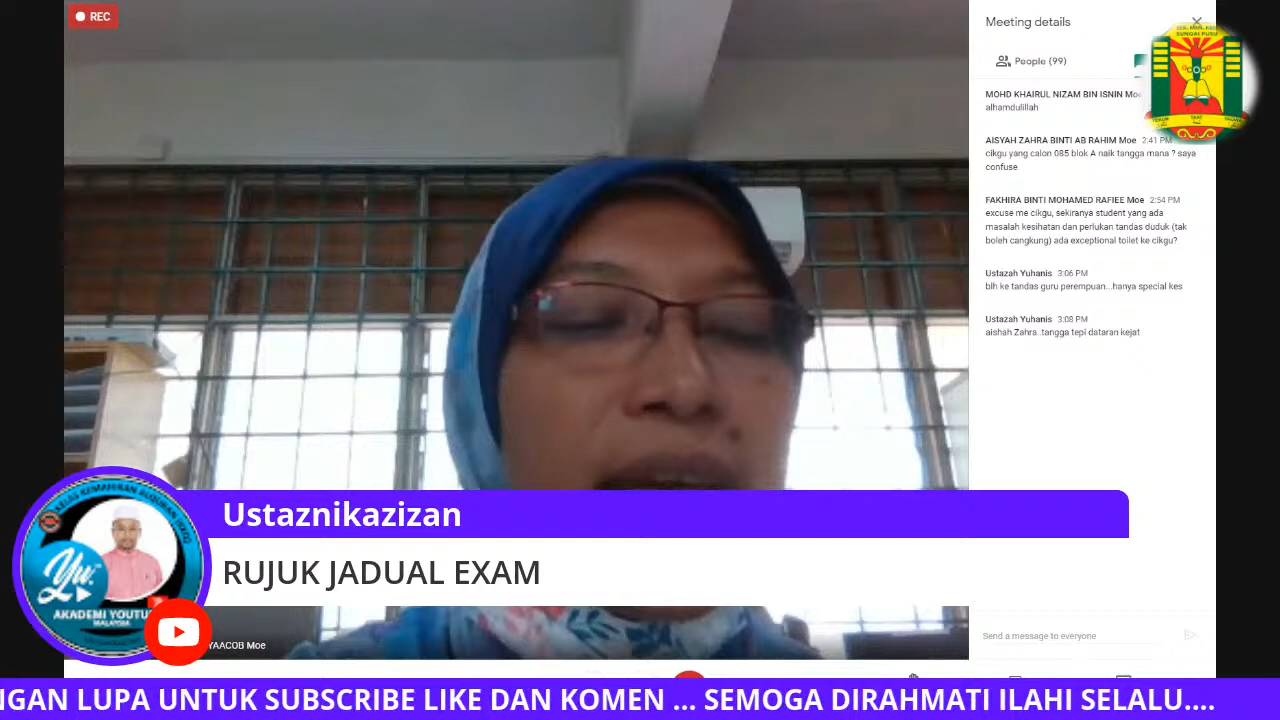 REC
Meeting details
People (99)
MOHD KHAIRUL NIZAM BIN ISNIN Moe
alhamdulillah
AISYAH ZAHRA BINTI AB RAHIM Moe 2:41 PM
cikgu yang calon 085 blok A naik tangga mana ? saya
confuse
FAKHIRA BINTI MOHAMED RAFIEE Moe 2:54 PM
excuse me cikgu, sekiranya student yang ada
masalah kesihatan dan perlukan tandas duduk (tak
boleh cangkung) ada exceptional toilet ke cikgu?
Ustazah Yuhanis 3:06 PM
blh ke tandas guru perempuan...hanya special kes
Ustazah Yuhanis 3:08 PM
aishah Zahra..tangga tepi dataran kejat
SUNGAI PUSU
Ustaznikazizan
RUJUK JADUAL EXAM
Yu.
AKADEMI YOUTU
MALAYSIA
YAACOB Moe
Send a message to everyone
NGAN LUPA UNTUK SUBSCRIBE LIKE DAN KOMEN ... SEMOGA DIRAHMATI ILAHI SELALU....